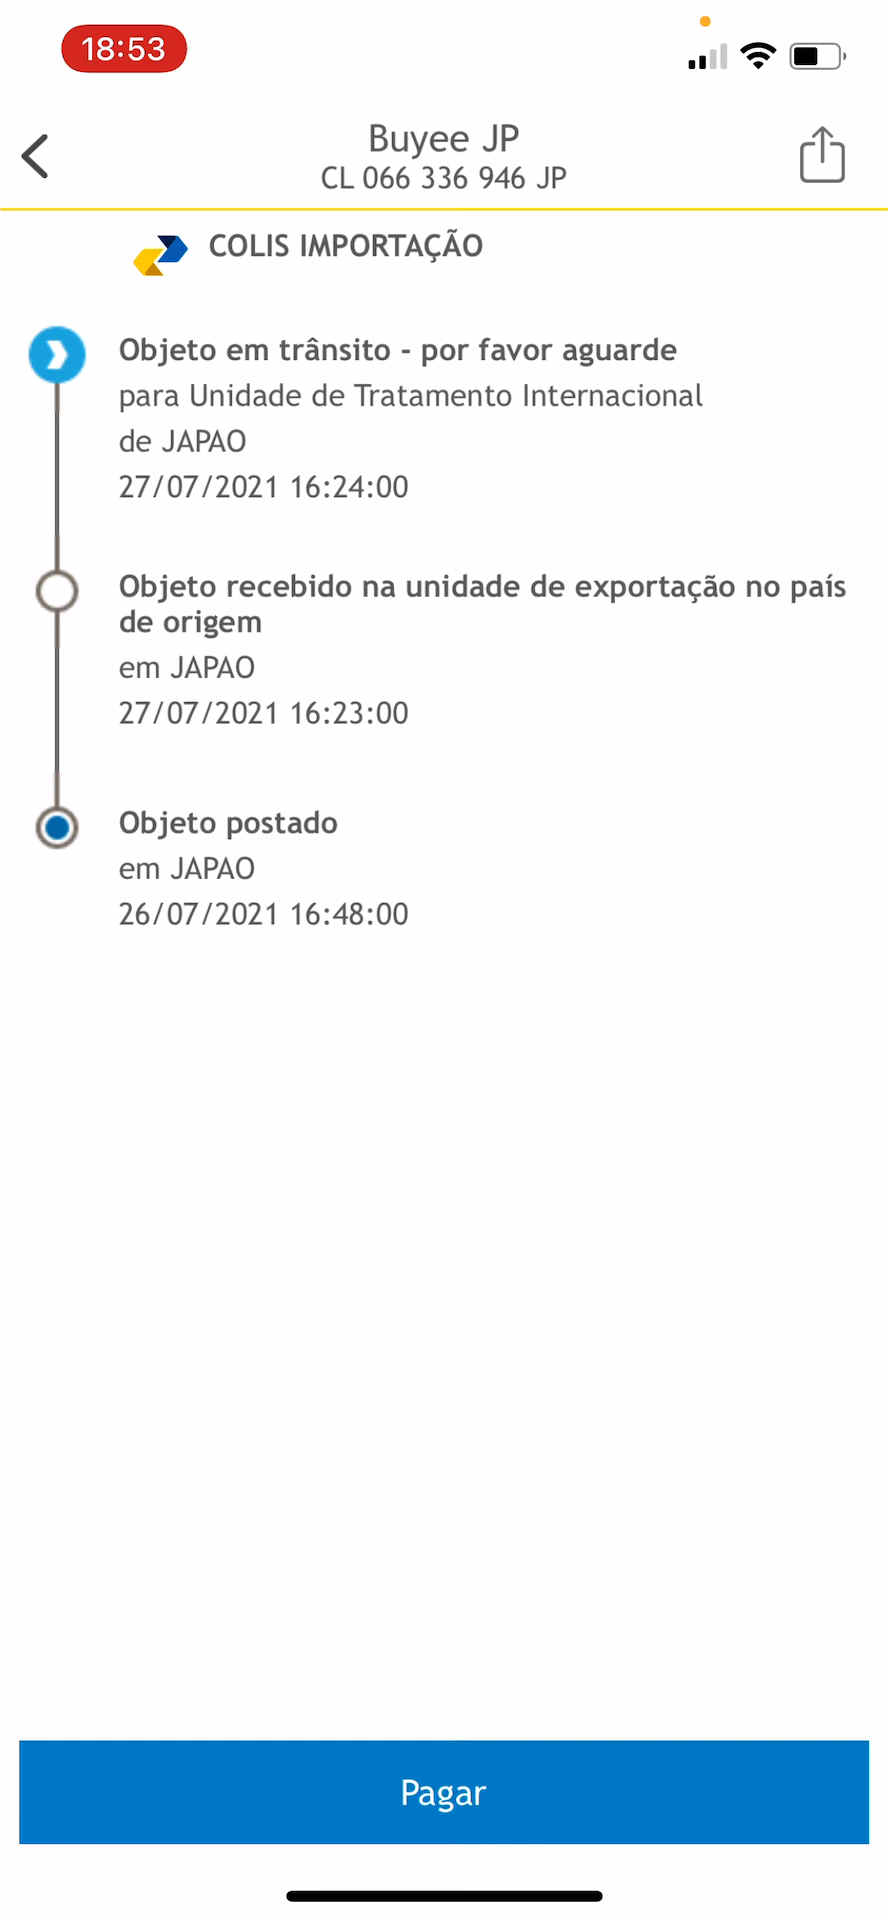 18:53
Buyee JP
CL 066 336 946 JP
COLIS IMPORTAÇÃO
Objeto em trânsito - por favor aguarde
para Unidade de Tratamento Internacional
de JAPAO
27/07/2021 16:24:00
Objeto recebido na unidade de exportação no país
de origem
em JAPAO
27/07/2021 16:23:00
Objeto postado
em JAPAO
26/07/2021 16:48:00
Pagar